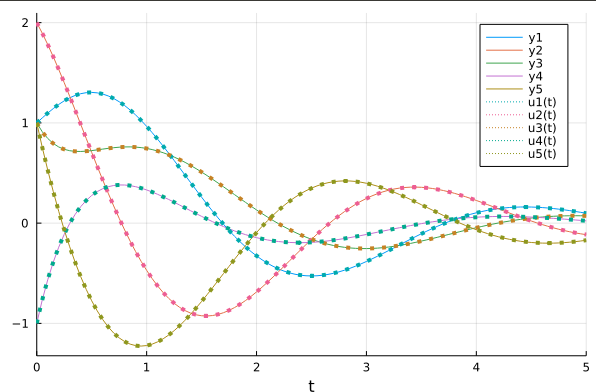 2
1
0
−1
0
1
2
3
4
5
t
y1
y2
y3
y4
y5
u1(t)
u2(t)
u3(t)
u4(t)
u5(t)